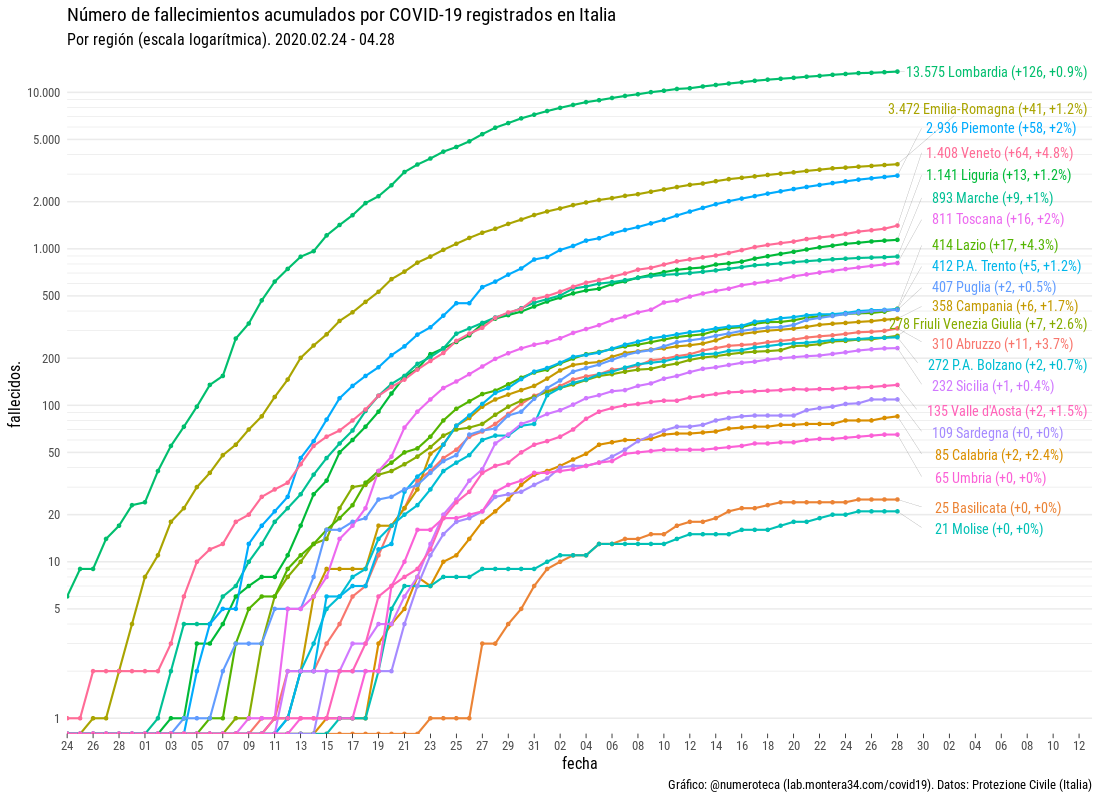 Número de fallecimientos acumulados por COVID-19 registrados en Italia
Por región (escala logarítmica). 2020.02.24 - 04.28
13.575 Lombardia (+126, +0.9%)
10.000
3.472 Emilia-Romagna (+41, +1.2%)
2.936 Piemonte (+58, +2%)
5.000
1.408 Veneto (+64, +4.8%)
1.141 Liguria (+13, +1.2%)
893 Marche (+9, +1%)
2.000
811 Toscana (+16, +2%)
414 Lazio (+17, +4.3%)
1.000
412 P.A. Trento (+5, +1.2%)
407 Puglia (+2, +0.5%)
500
358 Campania (+6, +1.7%)
278 Friuli Venezia Giulia (+7, +2.6%)
310 Abruzzo (+11, +3.7%)
200
272 P.A. Bolzano (+2, +0.7%)
232 Sicilia (+1, +0.4%)
100
135 Valle d'Aosta (+2, +1.5%)
109 Sardegna (+0, +0%)
50
85 Calabria (+2, +2.4%)
65 Umbria (+0, +0%)
25 Basilicata (+0, +0%)
20
21 Molise (+0, +0%)
10
5
1
fallecidos.
24 26 28 01 03 05 07 09 11 13 15 17 19 21 23 25 27 29 31 02 04 06 08 10 12 14 16 18 20 22 24 26 28 30 02 04 06 08 10 12
fecha
Gráfico: @numeroteca (lab.montera34.com/covid19). Datos: Protezione Civile (Italia)